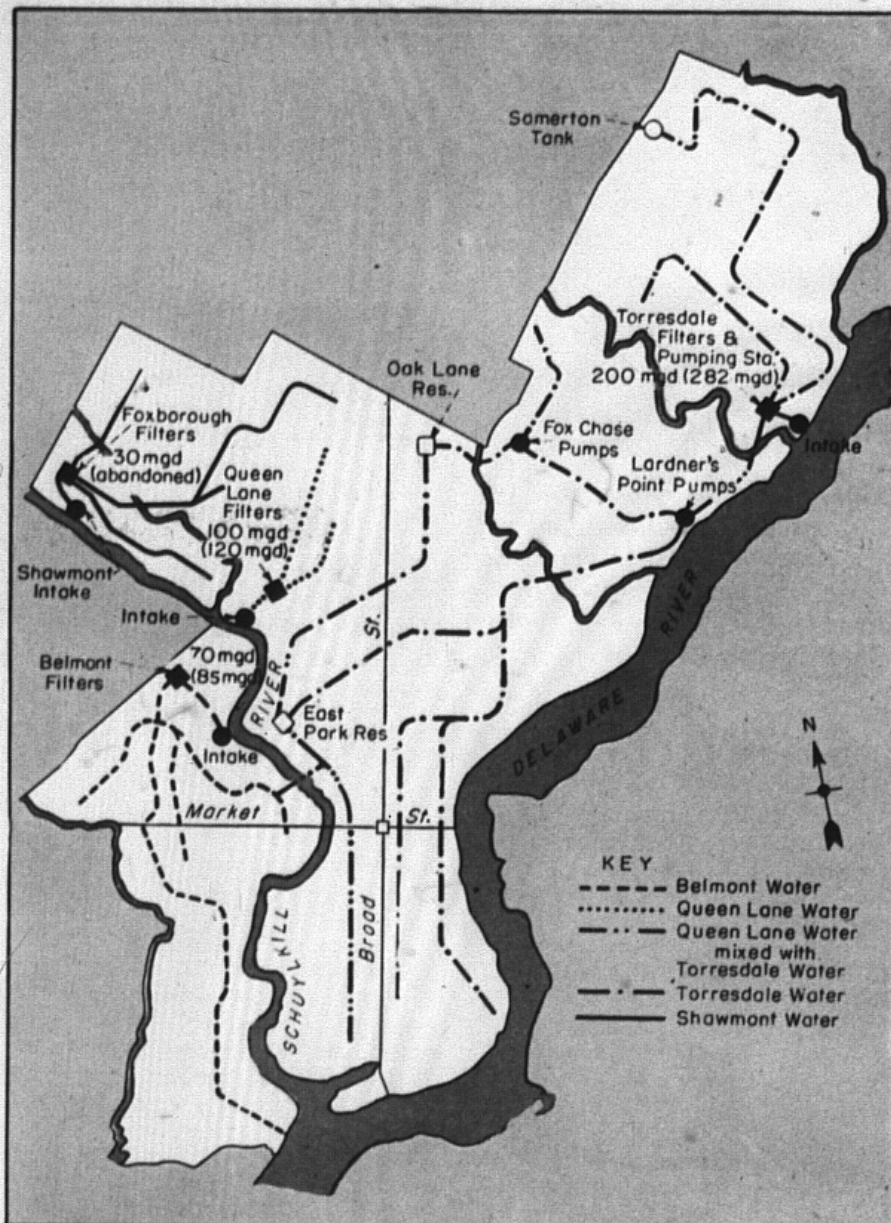 Somerton
Tank
Torresdale
Filters &
Pumping Sta.
200 mgd (282 mgd)
Oak Lane
Res.
Fox Chase
Pumps
Intake
Lardner's
Point Pumps
Foxborough
Filters
30 mgd
(abandoned)
Queen
Lane
Filters
100 mgd
(120 mgd)
Shawmont
Intake
Intake
Belmont
Filters
70 mgd
(85 mgd)
RIVER
St.
East
Park Res
Intake
RIVER
DELAWARE
N
Market
St.
Broad
SCHUYLKILL
KEY
Belmont Water
Queen Lane Water
Queen Lane Water
mixed with
Torresdale Water
Torresdale Water
Shawmont Water